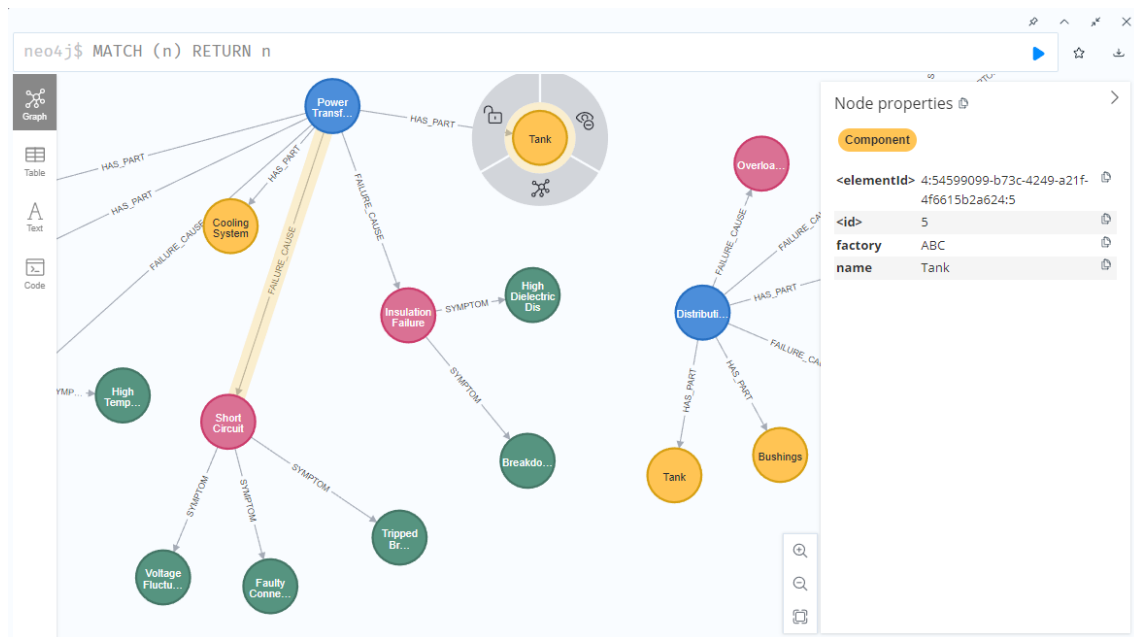 neo4j$ MATCH (n) RETURN n
Graph
Table
Text
Code
Power
Transf...
HAS_PART
Tank
HAS_PART
HAS_PART
HAS_PART
FAILURE_CAUSE
Cooling
System
FAILURE_CAUSE
FAILURE_CAUSE
Insulation
Failure
SYMPTOM
High
Dielectric
Dis
SYMPTOM
Breakdo...
YMP...
High
Temp...
Short
Circuit
SYMPTOM
SYMPTOM
SYMPTOM
Voltage
Fluctu...
Faulty
Conne...
Tripped
Br...
Overloa...
FAILURE_CAUSE
FAILURE_CA
HAS_PART
Distributi...
FAILURE_CA
HAS_PART
HAS_PART
Tank
Bushings
Node properties
Component
<elementId> 4:54599099-b73c-4249-a21f-
4f6615b2a624:5
<id> 5
factory ABC
name Tank